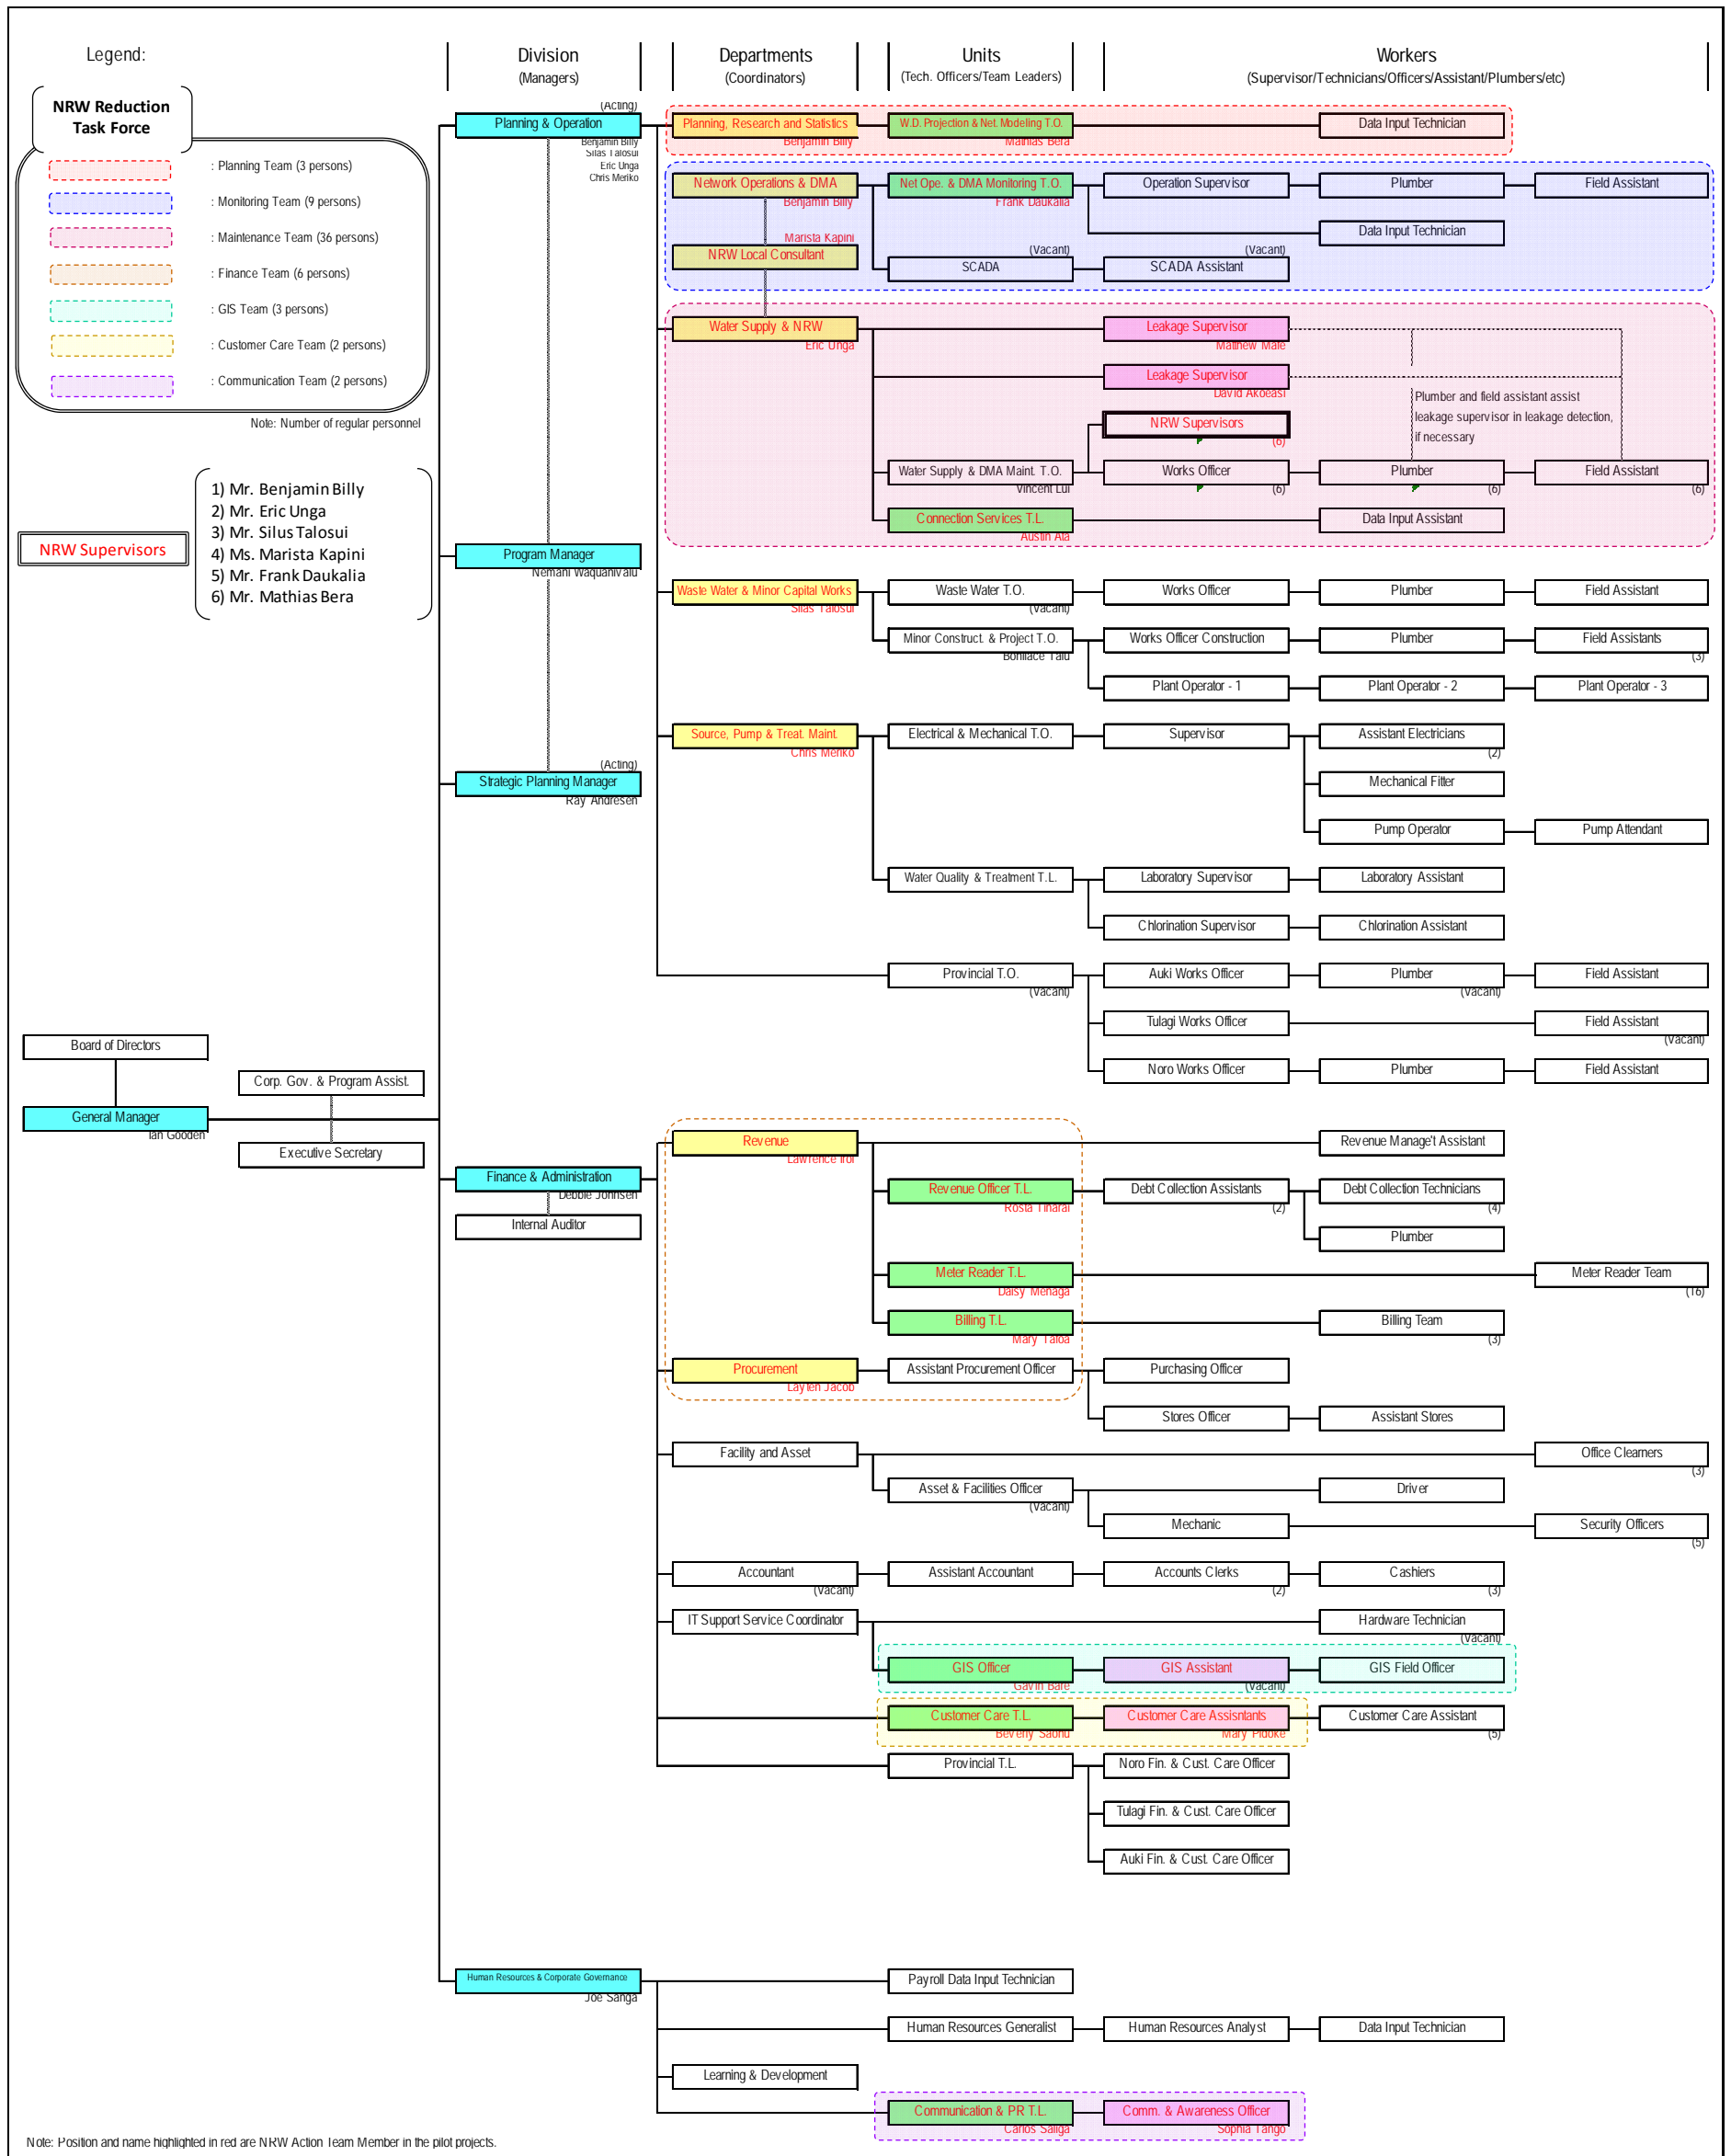 Legend:
Division
(Managers)
Departments
(Coordinators)
Units
(Tech. Officers/Team Leaders)
Workers
(Supervisor/Technicians/Officers/Assistant/Plumbers/etc)
NRW Reduction
Task Force
: Planning Team (3 persons)
: Monitoring Team (9 persons)
: Maintenance Team (36 persons)
: Finance Team (6 persons)
: GIS Team (3 persons)
: Customer Care Team (2 persons)
: Communication Team (2 persons)
Note: Number of regular personnel
NRW Supervisors
1) Mr. Benjamin Billy
2) Mr. Eric Unga
3) Mr. Silus Talosui
4) Ms. Marista Kapini
5) Mr. Frank Daukalia
6) Mr. Mathias Bera
(Acting)
Planning & Operation
Benjamin Billy
Silas Talosui
Eric Unga
Chris Meriko
Planning, Research and Statistics
Benjamin Billy
W.D. Projection & Net. Modeling T.O.
Mathias Bera
Data Input Technician
Network Operations & DMA
Benjamin Billy
Net Ope. & DMA Monitoring T.O.
Frank Daukalia
Operation Supervisor
Plumber
Field Assistant
Data Input Technician
Marista Kapini
NRW Local Consultant
(Vacant)
SCADA
(Vacant)
SCADA Assistant
Water Supply & NRW
Eric Unga
Leakage Supervisor
Matthew Mafe
Leakage Supervisor
David Akoeasi
Plumber and field assistant assist
leakage supervisor in leakage detection,
if necessary
NRW Supervisors
(6)
Water Supply & DMA Maint. T.O.
Vincent Lui
Works Officer
(6)
Plumber
(6)
Field Assistant
(6)
Connection Services T.L.
Austin Ata
Data Input Assistant
Program Manager
Nemani Waqanivalu
Waste Water & Minor Capital Works
Silas Talosui
Waste Water T.O.
(Vacant)
Works Officer
Plumber
Field Assistant
Minor Construct. & Project T.O.
Boniface Talu
Works Officer Construction
Plumber
Field Assistants
(3)
Plant Operator - 1
Plant Operator - 2
Plant Operator - 3
Source, Pump & Treat. Maint.
Chris Meriko
Electrical & Mechanical T.O.
Supervisor
Assistant Electricians
(2)
(Acting)
Strategic Planning Manager
Ray Andresen
Mechanical Fitter
Pump Operator
Pump Attendant
Water Quality & Treatment T.L.
Laboratory Supervisor
Laboratory Assistant
Chlorination Supervisor
Chlorination Assistant
Provincial T.O.
(Vacant)
Auki Works Officer
Plumber
(Vacant)
Field Assistant
Tulagi Works Officer
Field Assistant
(Vacant)
Noro Works Officer
Plumber
Field Assistant
Board of Directors
Corp. Gov. & Program Assist.
General Manager
Ian Gooden
Executive Secretary
Finance & Administration
Debbie Johnsen
Internal Auditor
Revenue
Lawrence Iroi
Revenue Manage't Assistant
Revenue Officer T.L.
Rosta Tinarai
Debt Collection Assistants
(2)
Debt Collection Technicians
(4)
Plumber
Meter Reader T.L.
Daisy Menaga
Meter Reader Team
(16)
Billing T.L.
Mary Tafoa
Billing Team
(3)
Procurement
Layten Jacob
Assistant Procurement Officer
Purchasing Officer
Stores Officer
Assistant Stores
Facility and Asset
Office Clearners
(3)
Asset & Facilities Officer
(Vacant)
Driver
Mechanic
Security Officers
(5)
Accountant
(Vacant)
Assistant Accountant
Accounts Clerks
(2)
Cashiers
(3)
IT Support Service Coordinator
Hardware Technician
(Vacant)
GIS Officer
Gavin Bare
GIS Assistant
(Vacant)
GIS Field Officer
Customer Care T.L.
Beverly Saohu
Customer Care Assisntants
Mary Pidoke
Customer Care Assistant
(5)
Provincial T.L.
Noro Fin. & Cust. Care Officer
Tulagi Fin. & Cust. Care Officer
Auki Fin. & Cust. Care Officer
Human Resources & Corporate Governance
Joe Sanga
Payroll Data Input Technician
Human Resources Generalist
Human Resources Analyst
Data Input Technician
Learning & Development
Communication & PR T.L.
Carlos Saliga
Comm. & Awareness Officer
Sophia Tango
Note: Position and name highlighted in red are NRW Action Team Member in the pilot projects.